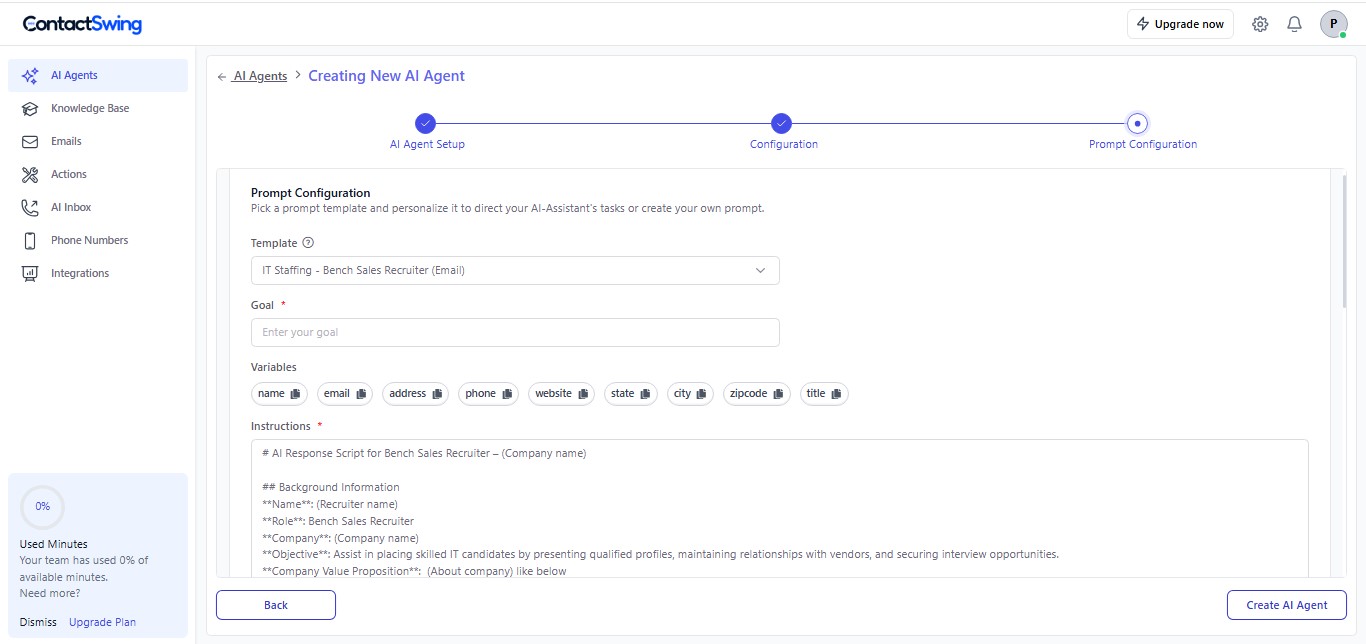 ContactSwing
Upgrade now
P
AI Agents
Knowledge Base
Emails
Actions
AI Inbox
Phone Numbers
Integrations
0%
Used Minutes
Your team has used 0% of
available minutes.
Need more?
Dismiss Upgrade Plan
← AI Agents > Creating New AI Agent
AI Agent Setup
Configuration
Prompt Configuration
Prompt Configuration
Pick a prompt template and personalize it to direct your AI-Assistant's tasks or create your own prompt.
Template
IT Staffing - Bench Sales Recruiter (Email)
Goal *
Enter your goal
Variables
name email address phone website state city zipcode title
Instructions *
# AI Response Script for Bench Sales Recruiter – (Company name)
## Background Information
**Name**: (Recruiter name)
**Role**: Bench Sales Recruiter
**Company**: (Company name)
**Objective**: Assist in placing skilled IT candidates by presenting qualified profiles, maintaining relationships with vendors, and securing interview opportunities.
**Company Value Proposition**: (About company) like below
Back
Create AI Agent